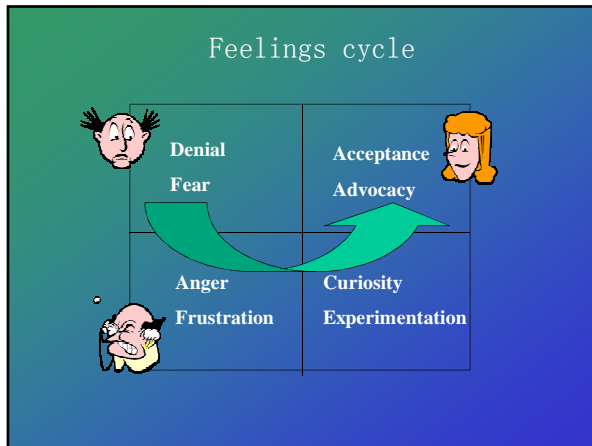 Feelings cycle
Denial
Fear
Acceptance
Advocacy
Anger
Frustration
Curiosity
Experimentation